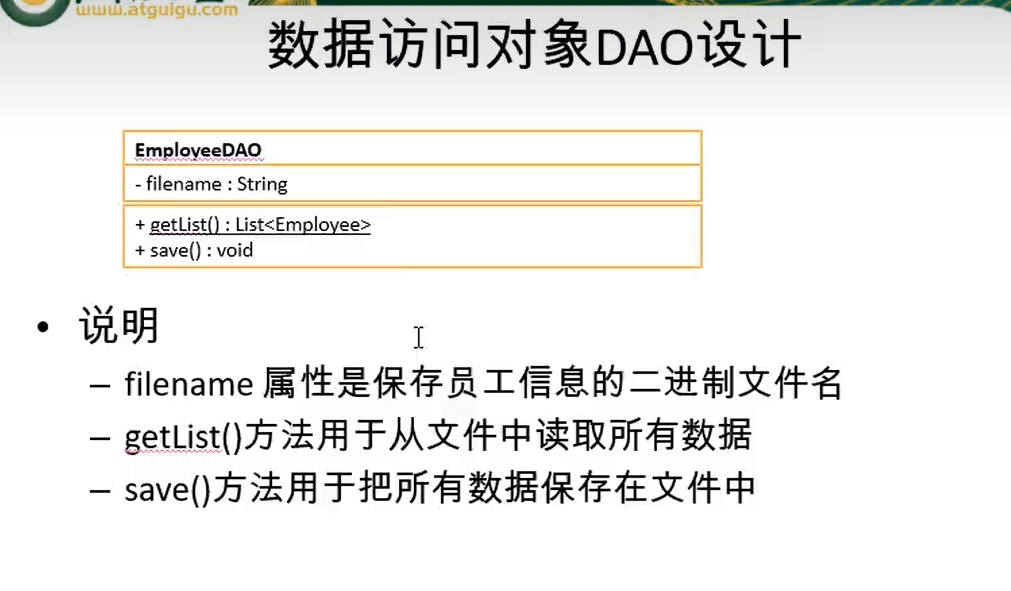 www.atguigu.com
数据访问对象DAO设计
EmployeeDAO
- filename : String
+ getList() : List<Employee>
+ save() : void
• 说明
– filename 属性是保存员工信息的二进制文件名
– getList()方法用于从文件中读取所有数据
– save()方法用于把所有数据保存在文件中